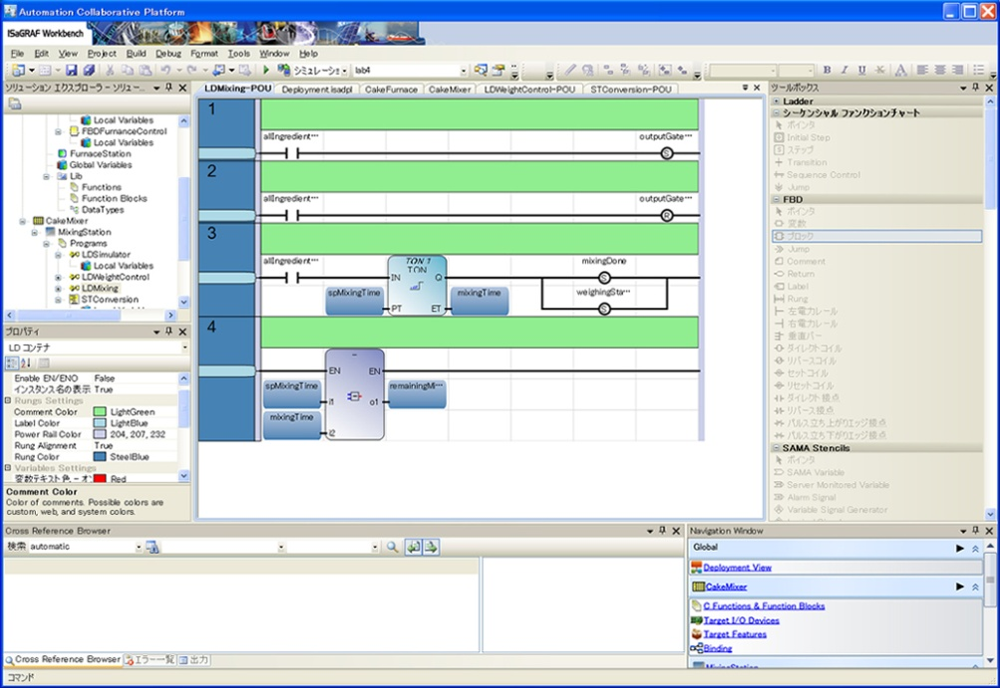 Automation Collaborative Platform
ISaGRAF Workbench
File Edit View Project Build Debug Format Tools Window Help
シミュレーシ・ lab4
B I U
ソリューション エクスプローラ - ソリュー...
Local Variables
FBDFurnanceControl
Local Variables
FurnaceStation
Global Variables
Lib
Functions
Function Blocks
DataTypes
CakeMixer
MixingStation
Programs
LDSimulator
Local Variables
LDWeightControl
LDMixing
STConversion
プロパティ
LD コンテナ
Enable EN/ENO False
インスタンス名の表示 True
Rungs Settings
Comment Color LightGreen
Label Color LightBlue
Power Rail Color 204, 207, 232
Rung Alignment True
Rung Color SteelBlue
Variables Settings
変数テキスト色 - オン Red
Comment Color
Color of comments. Possible colors are
custom, web, and system colors.
LDMixing-POU Deployment.isadpl CakeFurnace CakeMixer LDWeightControl-POU STConversion-POU
1
allIngredient… outputGate…
S
2
allIngredient… outputGate…
R
3
allIngredient… TON_1 mixingDone
TON
IN Q S
spMixingTime mixingTime weighingSta…
PT ET S
4
-
EN EN
spMixingTime i1 o1 remainingMi…
mixingTime
i2
ツールボックス
Ladder
シーケンシャル ファンクションチャート
ポインタ
Initial Step
ステップ
Transition
Sequence Control
Jump
FBD
ポインタ
変数
ブロック
Jump
Comment
Return
Label
Rung
左電力レール
右電力レール
垂直バー
ダイレクトコイル
リバースコイル
セットコイル
リセットコイル
ダイレクト接点
リバース接点
パルス立ち上がりエッジ接点
パルス立ち下がりエッジ接点
SAMA Stencils
ポインタ
SAMA Variable
Server Monitored Variable
Alarm Signal
Variable Signal Generator
Cross Reference Browser
検索 automatic
Cross Reference Browser エラー一覧 出力
Navigation Window
Global
Deployment View
CakeMixer
C Functions & Function Blocks
Target I/O Devices
Target Features
Binding
MixingStation
コマンド